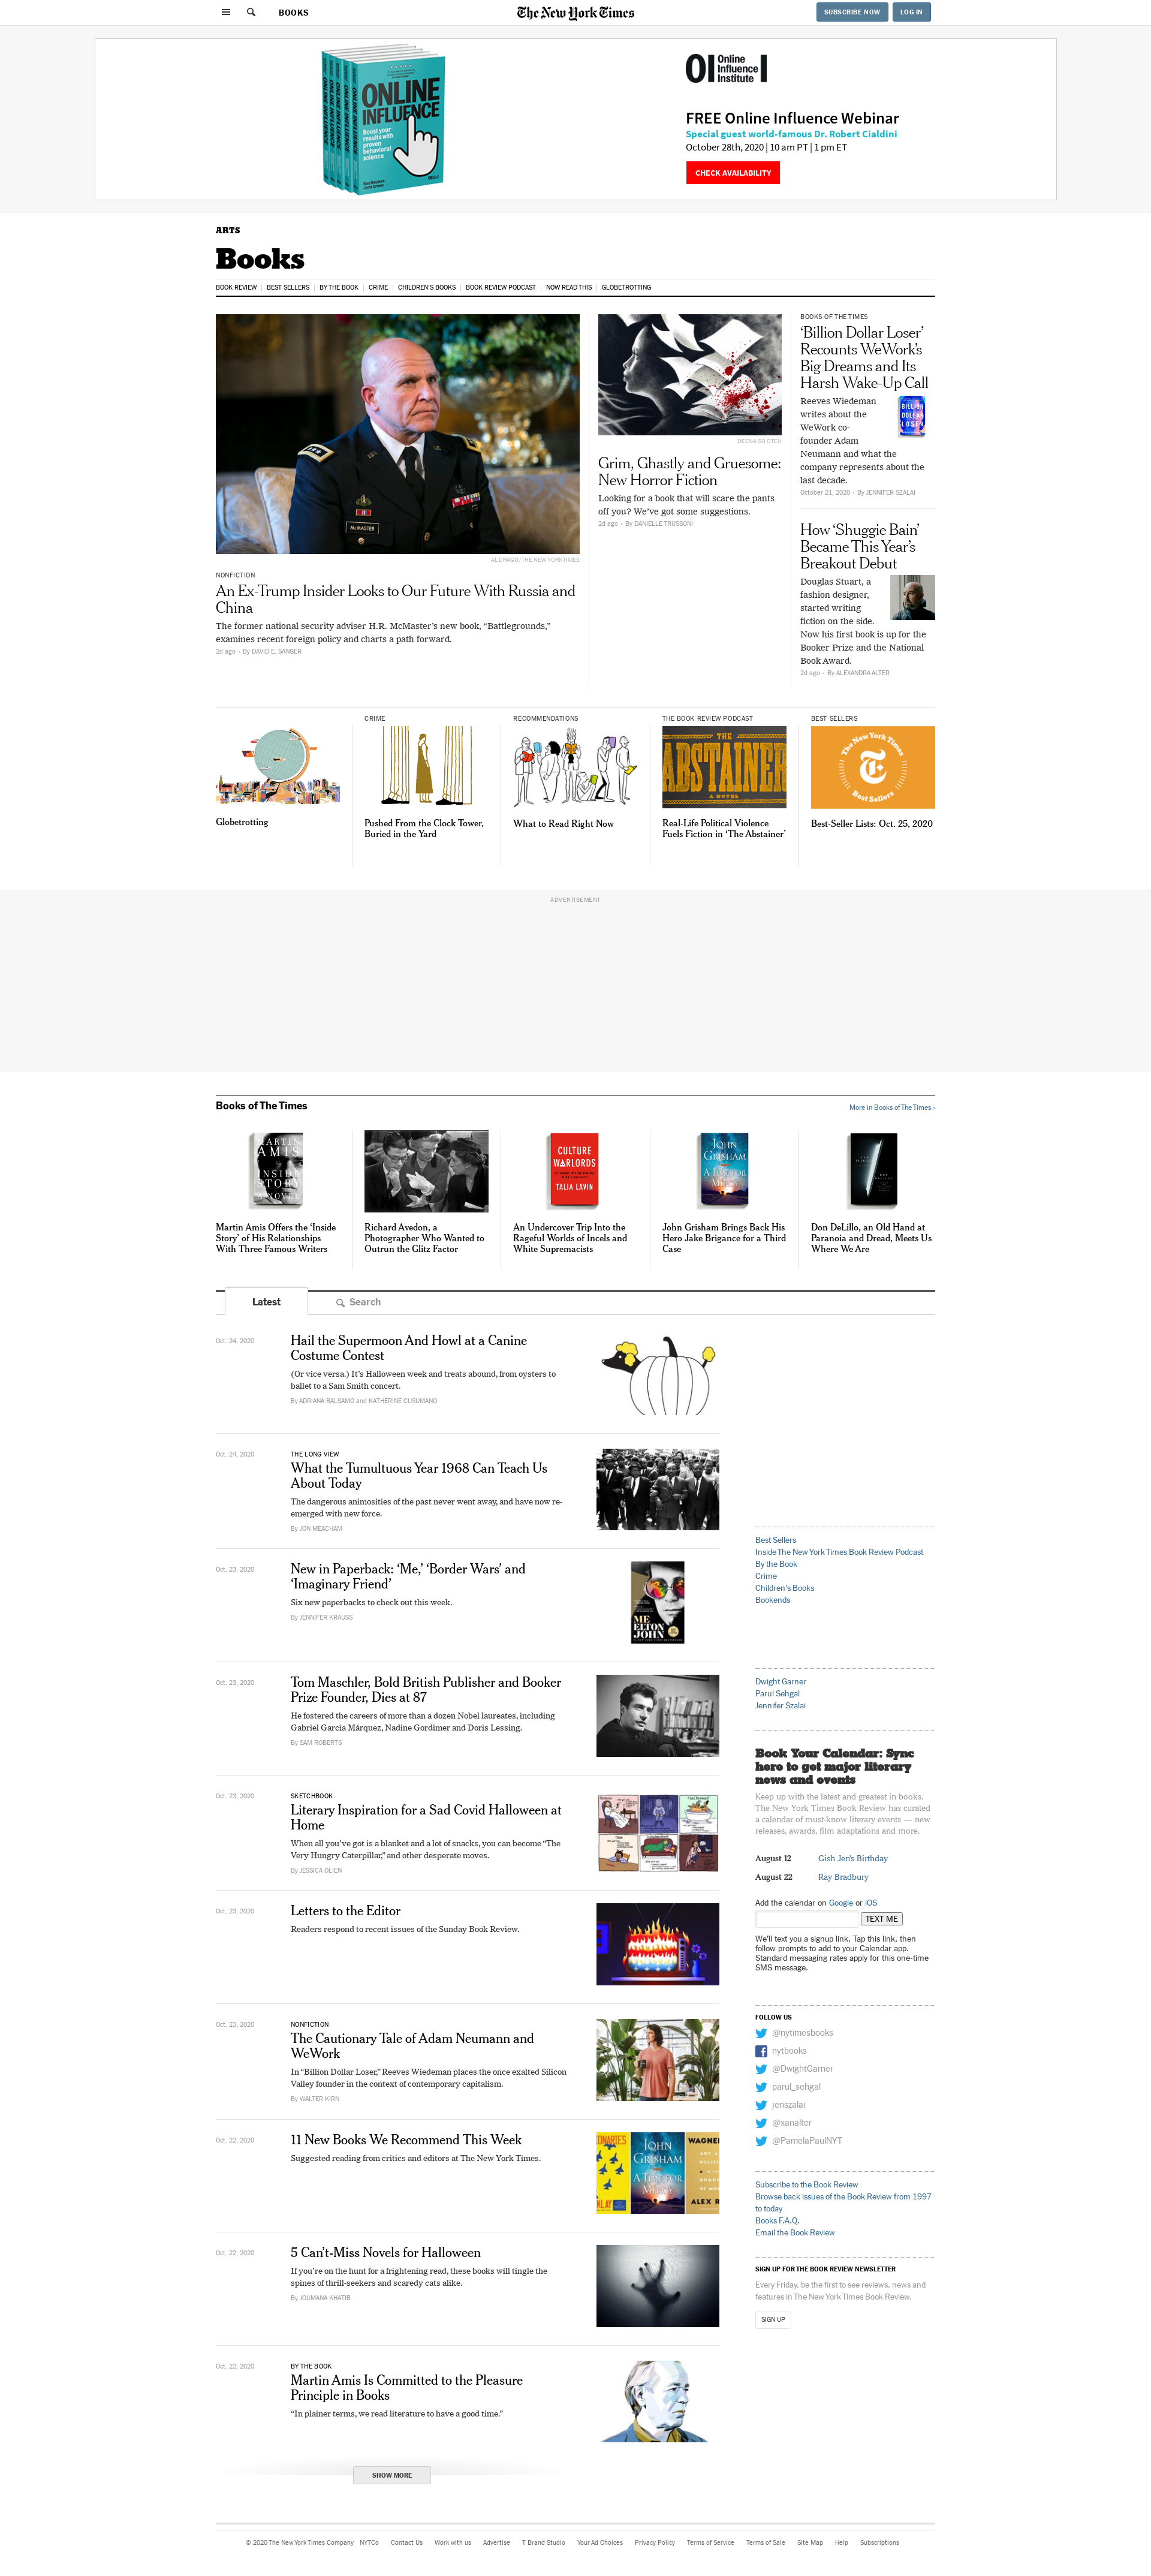 BOOKS
The New York Times
SUBSCRIBE NOW
LOG IN
ONLINE INFLUENCE
Boost your results with proven behavioral science
OI Online Influence Institute
FREE Online Influence Webinar
Special guest world-famous Dr. Robert Cialdini
October 28th, 2020 | 10 am PT | 1 pm ET
CHECK AVAILABILITY
ARTS
Books
BOOK REVIEW
BEST SELLERS
BY THE BOOK
CRIME
CHILDREN'S BOOKS
BOOK REVIEW PODCAST
NOW READ THIS
GLOBETROTTING
McMASTER
AL DRAGO/THE NEW YORK TIMES
NONFICTION
An Ex-Trump Insider Looks to Our Future With Russia and
China
The former national security adviser H.R. McMaster's new book, “Battlegrounds,”
examines recent foreign policy and charts a path forward.
2d ago · By DAVID E. SANGER
DEENA SO OTEH
Grim, Ghastly and Gruesome:
New Horror Fiction
Looking for a book that will scare the pants
off you? We've got some suggestions.
2d ago · By DANIELLE TRUSSONI
BOOKS OF THE TIMES
‘Billion Dollar Loser’
Recounts WeWork’s
Big Dreams and Its
Harsh Wake-Up Call
Reeves Wiedeman
writes about the
WeWork co-
founder Adam
Neumann and what the
company represents about the
last decade.
BILLION DOLLAR LOSER
October 21, 2020 · By JENNIFER SZALAI
How ‘Shuggie Bain’
Became This Year’s
Breakout Debut
Douglas Stuart, a
fashion designer,
started writing
fiction on the side.
Now his first book is up for the
Booker Prize and the National
Book Award.
2d ago · By ALEXANDRA ALTER
Globetrotting
CRIME
Pushed From the Clock Tower,
Buried in the Yard
RECOMMENDATIONS
What to Read Right Now
THE BOOK REVIEW PODCAST
THE
ABSTAINER
A NOVEL
Real-Life Political Violence
Fuels Fiction in ‘The Abstainer’
BEST SELLERS
The New York Times
T
Best Sellers
Best-Seller Lists: Oct. 25, 2020
ADVERTISEMENT
Books of The Times
More in Books of The Times ›
MARTIN AMIS
INSIDE STORY
A NOVEL
Martin Amis Offers the ‘Inside
Story’ of His Relationships
With Three Famous Writers
Richard Avedon, a
Photographer Who Wanted to
Outrun the Glitz Factor
CULTURE WARLORDS
TALIA LAVIN
An Undercover Trip Into the
Rageful Worlds of Incels and
White Supremacists
JOHN GRISHAM
A TIME FOR MERCY
John Grisham Brings Back His
Hero Jake Brigance for a Third
Case
Don DeLillo, an Old Hand at
Paranoia and Dread, Meets Us
Where We Are
Latest
Search
Oct. 24, 2020
Hail the Supermoon And Howl at a Canine
Costume Contest
(Or vice versa.) It’s Halloween week and treats abound, from oysters to
ballet to a Sam Smith concert.
By ADRIANA BALSAMO and KATHERINE CUSUMANO
Oct. 24, 2020
THE LONG VIEW
What the Tumultuous Year 1968 Can Teach Us
About Today
The dangerous animosities of the past never went away, and have now re-
emerged with new force.
By JON MEACHAM
Oct. 23, 2020
New in Paperback: ‘Me,’ ‘Border Wars’ and
‘Imaginary Friend’
Six new paperbacks to check out this week.
By JENNIFER KRAUSS
ME
ELTON
JOHN
Oct. 23, 2020
Tom Maschler, Bold British Publisher and Booker
Prize Founder, Dies at 87
He fostered the careers of more than a dozen Nobel laureates, including
Gabriel García Márquez, Nadine Gordimer and Doris Lessing.
By SAM ROBERTS
Oct. 23, 2020
SKETCHBOOK
Literary Inspiration for a Sad Covid Halloween at
Home
When all you’ve got is a blanket and a lot of snacks, you can become “The
Very Hungry Caterpillar,” and other desperate moves.
By JESSICA OLIEN
Oct. 23, 2020
Letters to the Editor
Readers respond to recent issues of the Sunday Book Review.
Oct. 23, 2020
NONFICTION
The Cautionary Tale of Adam Neumann and
WeWork
In “Billion Dollar Loser,” Reeves Wiedeman places the once exalted Silicon
Valley founder in the context of contemporary capitalism.
By WALTER KIRN
Oct. 22, 2020
11 New Books We Recommend This Week
Suggested reading from critics and editors at The New York Times.
JOHN GRISHAM
A TIME FOR MERCY
WAGNER
ALEX R
Oct. 22, 2020
5 Can’t-Miss Novels for Halloween
If you’re on the hunt for a frightening read, these books will tingle the
spines of thrill-seekers and scaredy cats alike.
By JOUMANA KHATIB
Oct. 22, 2020
BY THE BOOK
Martin Amis Is Committed to the Pleasure
Principle in Books
“In plainer terms, we read literature to have a good time.”
SHOW MORE
Best Sellers
Inside The New York Times Book Review Podcast
By the Book
Crime
Children's Books
Bookends
Dwight Garner
Parul Sehgal
Jennifer Szalai
Book Your Calendar: Sync
here to get major literary
news and events
Keep up with the latest and greatest in books.
The New York Times Book Review has curated
a calendar of must-know literary events — new
releases, awards, film adaptations and more.
August 12 Gish Jen's Birthday
August 22 Ray Bradbury
Add the calendar on Google or iOS
TEXT ME
We'll text you a signup link. Tap this link, then
follow prompts to add to your Calendar app.
Standard messaging rates apply for this one-time
SMS message.
FOLLOW US
@nytimesbooks
nytbooks
@DwightGarner
parul_sehgal
jenszalai
@xanalter
@PamelaPaulNYT
Subscribe to the Book Review
Browse back issues of the Book Review from 1997
to today
Books F.A.Q.
Email the Book Review
SIGN UP FOR THE BOOK REVIEW NEWSLETTER
Every Friday, be the first to see reviews, news and
features in The New York Times Book Review.
SIGN UP
© 2020 The New York Times Company
NYTCo
Contact Us
Work with us
Advertise
T Brand Studio
Your Ad Choices
Privacy Policy
Terms of Service
Terms of Sale
Site Map
Help
Subscriptions